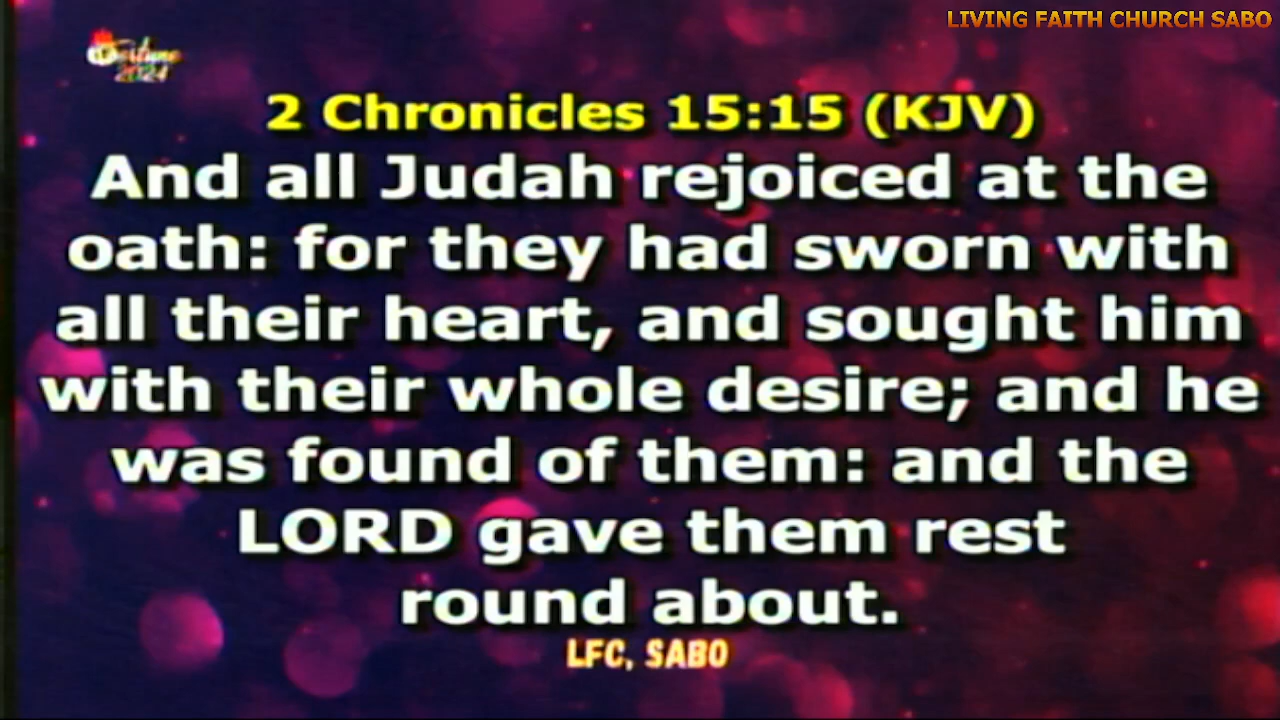 LIVING FAITH CHURCH SABO
2024
2 Chronicles 15:15 (KJV)
And all Judah rejoiced at the
oath: for they had sworn with
all their heart, and sought him
with their whole desire; and he
was found of them: and the
LORD gave them rest
round about.
LFC, SABO